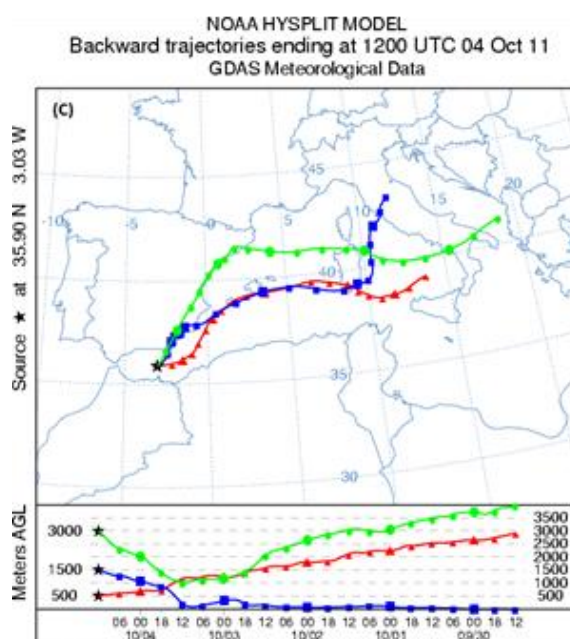 NOAA HYSPLIT MODEL
Backward trajectories ending at 1200 UTC 04 Oct 11
GDAS Meteorological Data
(C)
Source ★ at 35.90 N 3.03 W
-10
-5
0
5
10
15
20
45
40
35
30
Meters AGL
3000
1500
500
3500
3000
2500
2000
1500
1000
500
06 00 18 12 06 00 18 12 06 00 18 12 06 00 18 12 06 00 18 12
10/04 10/03 10/02 10/01 09/30